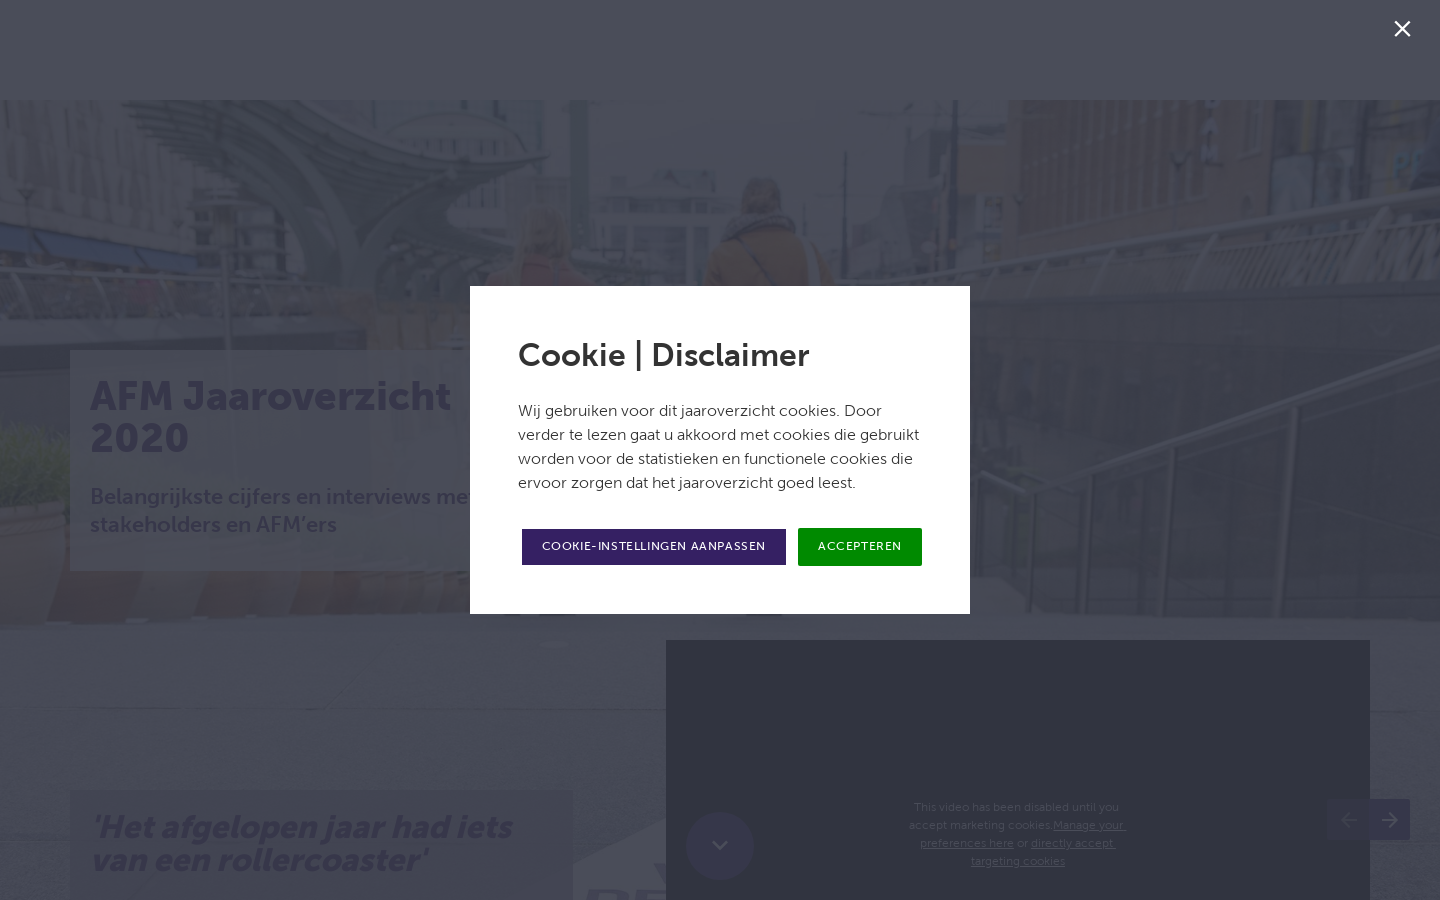 Cookie | Disclaimer
Wij gebruiken voor dit jaaroverzicht cookies. Door
verder te lezen gaat u akkoord met cookies die gebruikt
worden voor de statistieken en functionele cookies die
ervoor zorgen dat het jaaroverzicht goed leest.
COOKIE-INSTELLINGEN AANPASSEN
ACCEPTEREN
AFM Jaaroverzicht
2020
Belangrijkste cijfers en interviews
stakeholders en AFM'ers
'Het afgelopen jaar had iets
van een rollercoaster'
This video has been disabled until you
accept marketing cookies.Manage your
preferences here or directly accept
targeting cookies